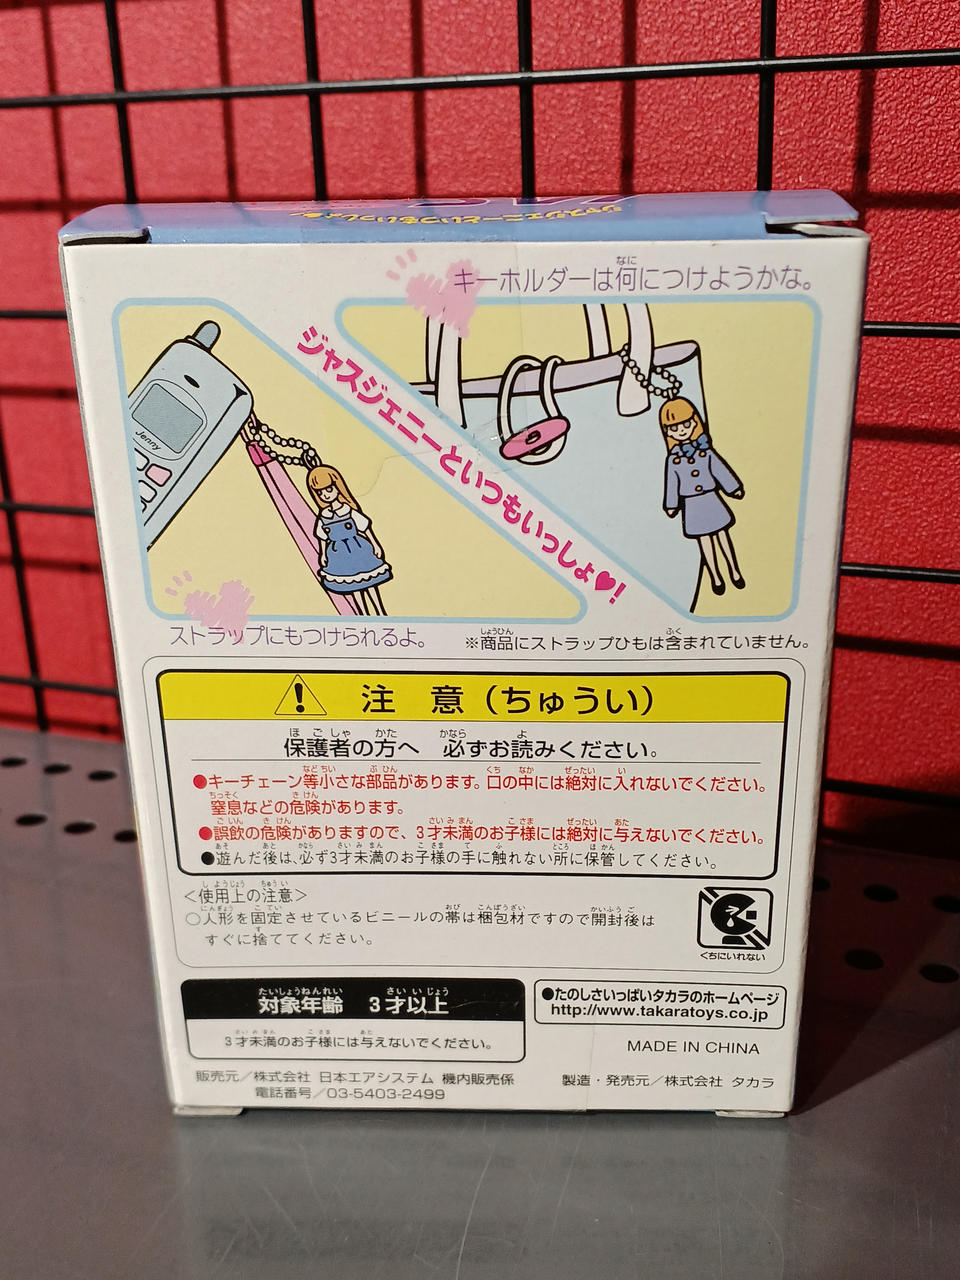 JAS
ジャスジェニーといつもいっしょ♥!
キーホルダーは何につけようかな。
ジャスジェニーといつもいっしょ♥!
Jenny
ストラップにもつけられるよ。
※商品にストラップひもは含まれていません。
注 意(ちゅうい)
保護者の方へ 必ずお読みください。
●キーチェーン等小さな部品があります。口の中には絶対に入れないでください。
窒息などの危険があります。
●誤飲の危険がありますので、3才未満のお子様には絶対に与えないでください。
●遊んだ後は、必ず3才未満のお子様の手に触れない所に保管してください。
<使用上の注意>
○人形を固定させているビニールの帯は梱包材ですので開封後は
すぐに捨ててください。
くちにいれない
対象年齢 3才以上
3才未満のお子様には与えないでください。
●たのしさいっぱいタカラのホームページ
http://www.takaratoys.co.jp
MADE IN CHINA
販売元/株式会社 日本エアシステム 機内販売係
電話番号/03-5403-2499
製造・発売元/株式会社 タカラ